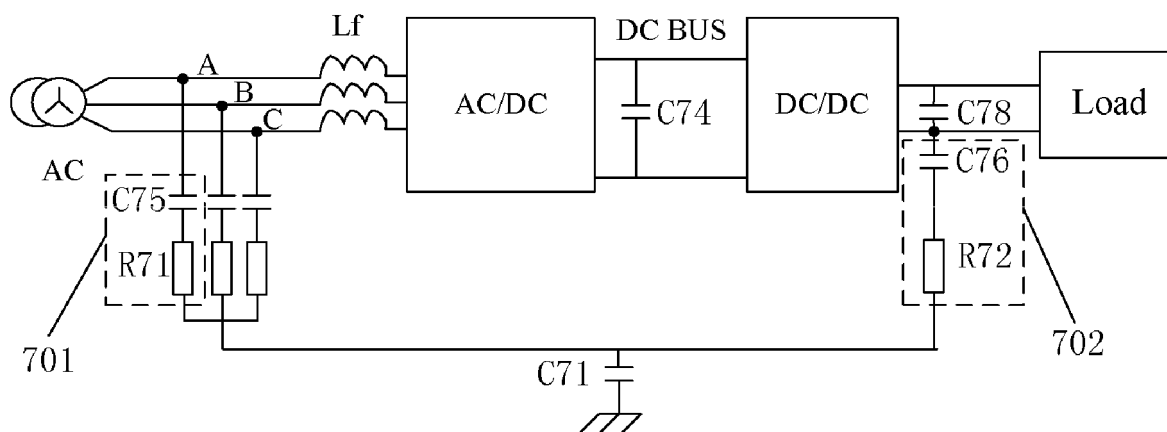 Lf
DC BUS
A
B
C
AC/DC
C74
DC/DC
C78
Load
AC
C75
C76
R71
R72
701
702
C71